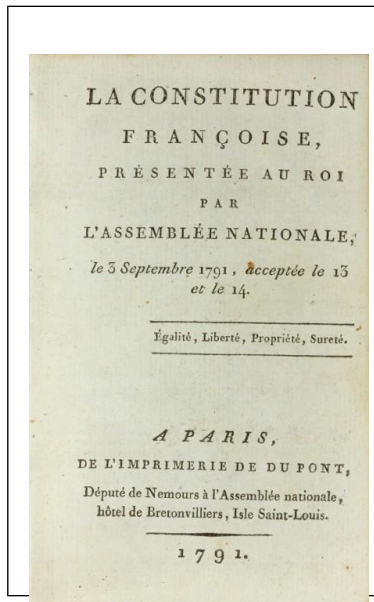 LA CONSTITUTION
FRANÇOISE,
PRÉSENTÉE AU ROI
PAR
L'ASSEMBLÉE NATIONALE,
le 3 Septembre 1791, acceptée le 13
et le 14.
Égalité, Liberté, Propriété, Sureté.
A PARIS,
DE L'IMPRIMERIE DE DU PONT,
Député de Nemours à l'Assemblée nationale,
hôtel de Bretonvilliers, Isle Saint-Louis.
1791.